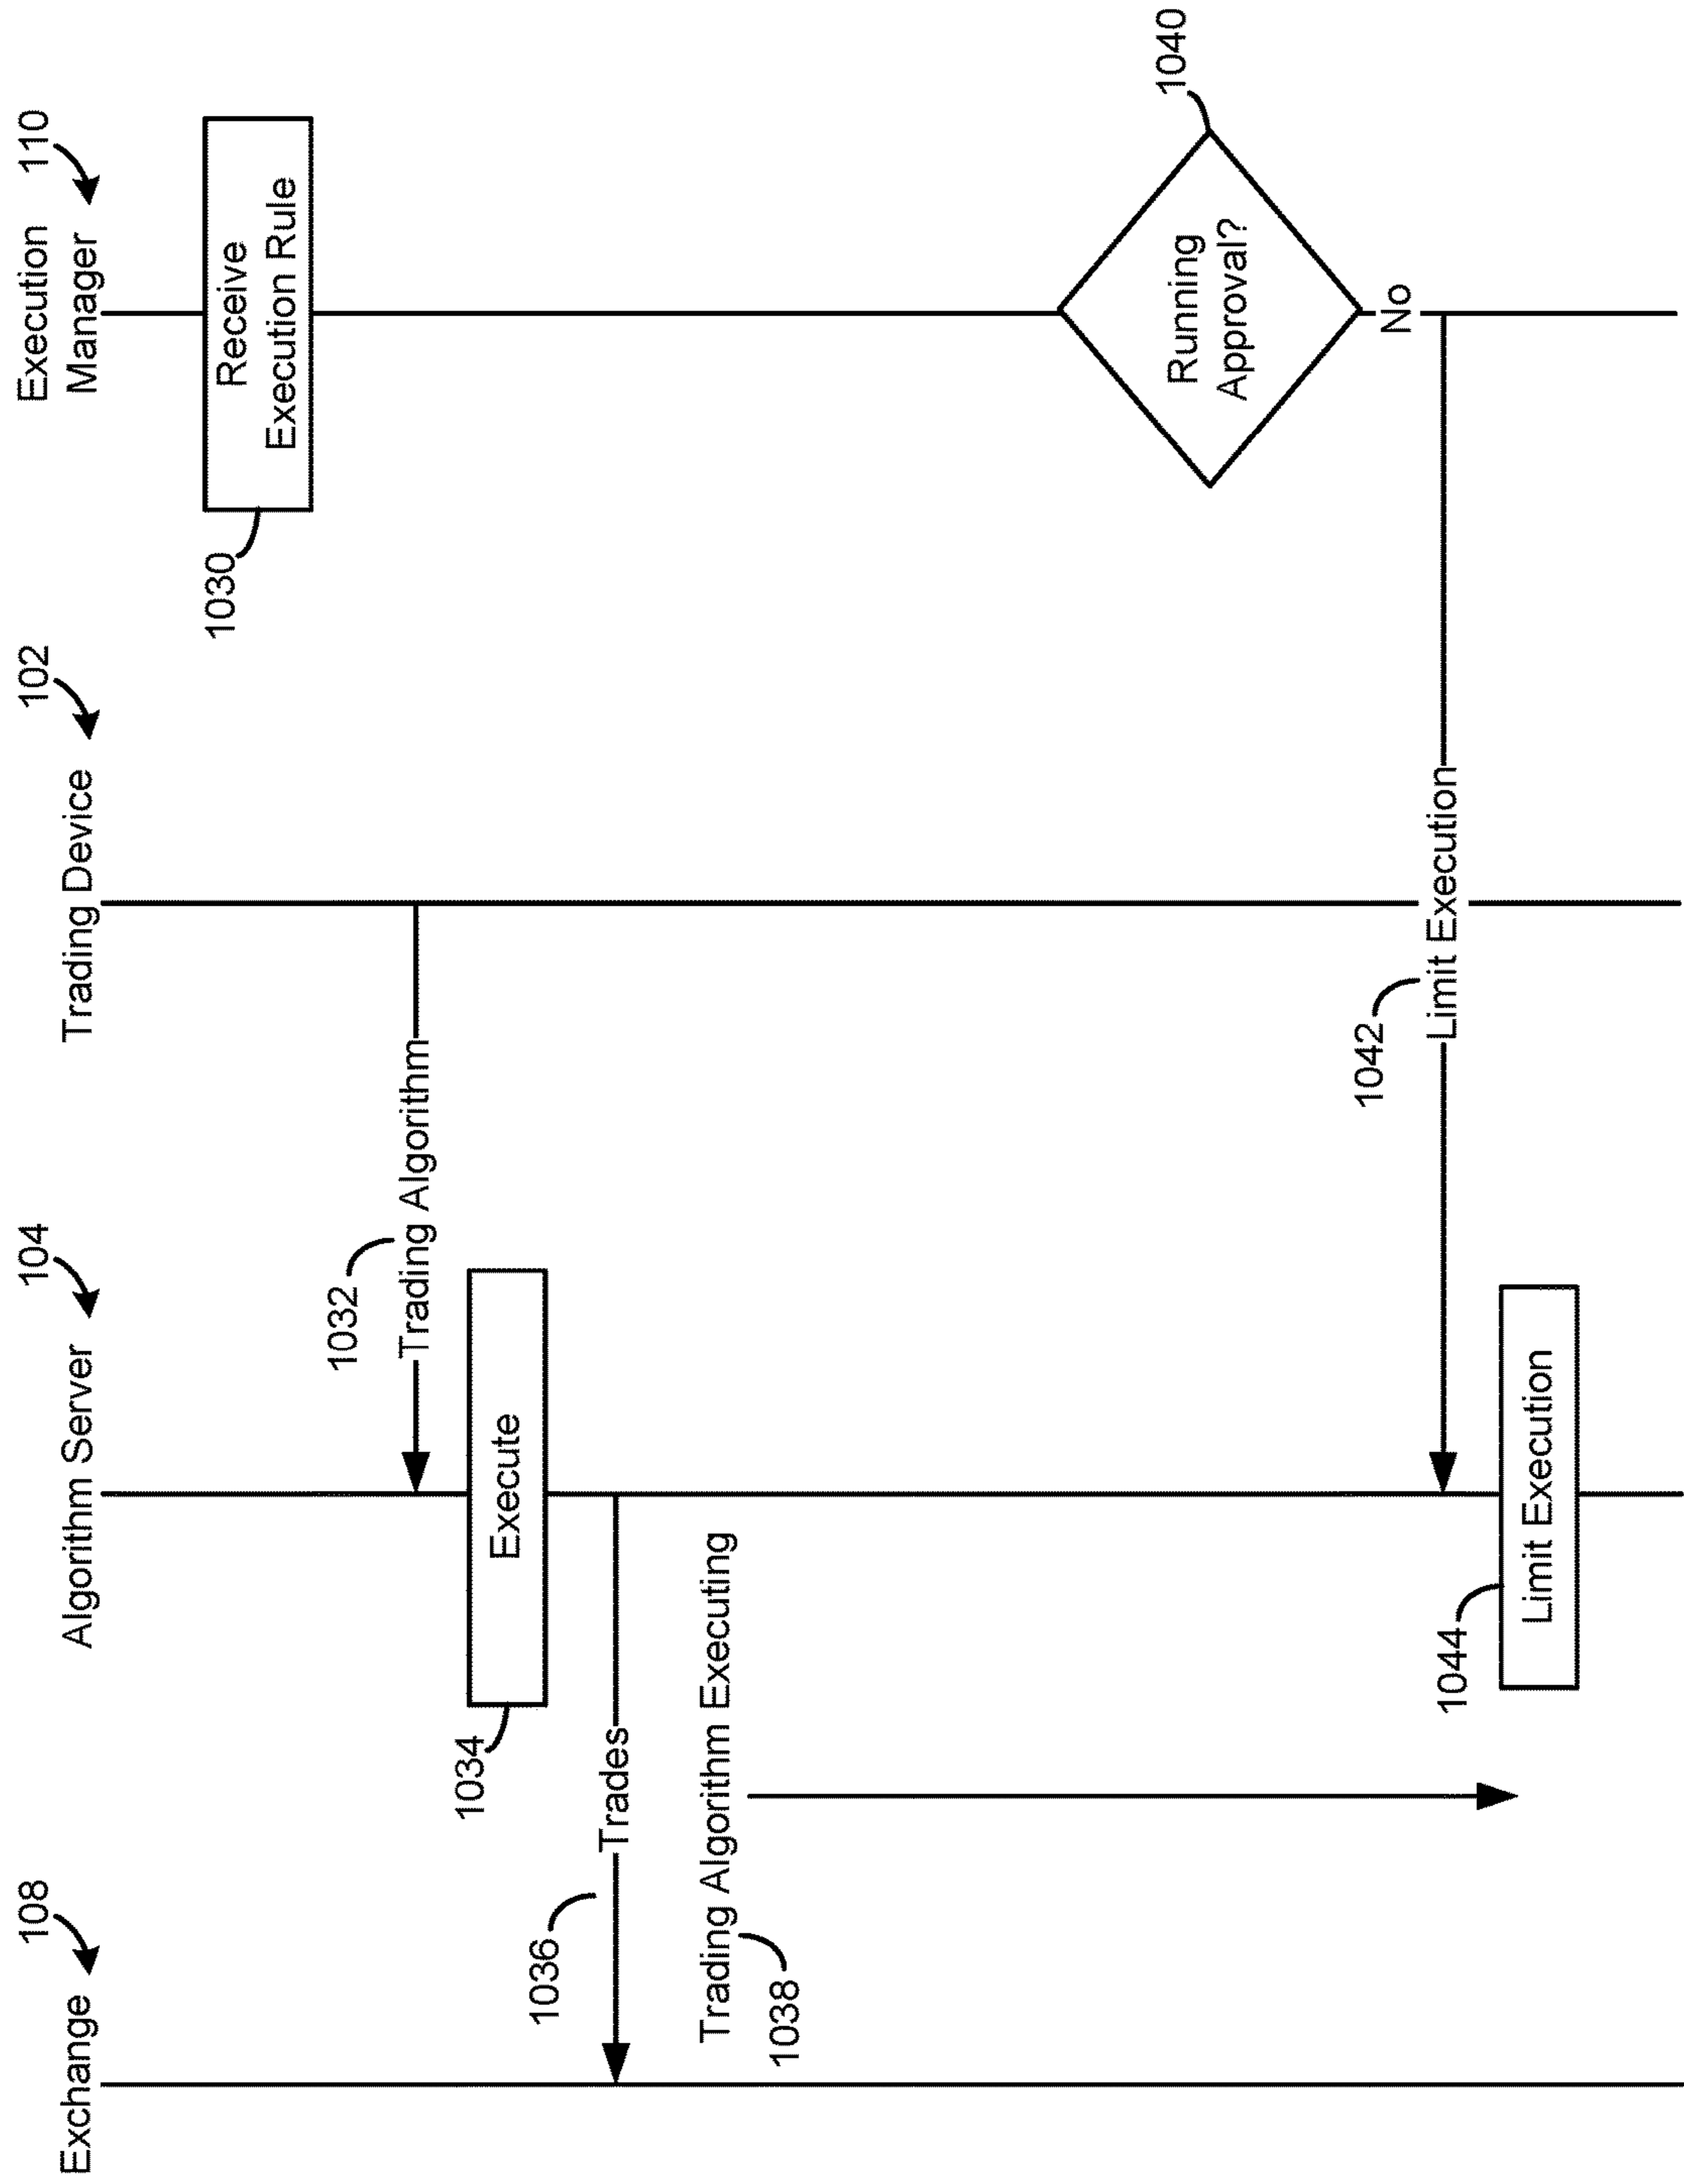 108
Exchange
104
Algorithm Server
102
Trading Device
110
Execution
Manager
Receive
Execution Rule
1030
1032
Trading Algorithm
Execute
1034
1036
Trades
Trading Algorithm Executing
1038
Running
Approval?
1040
No
1042
Limit Execution
Limit Execution
1044